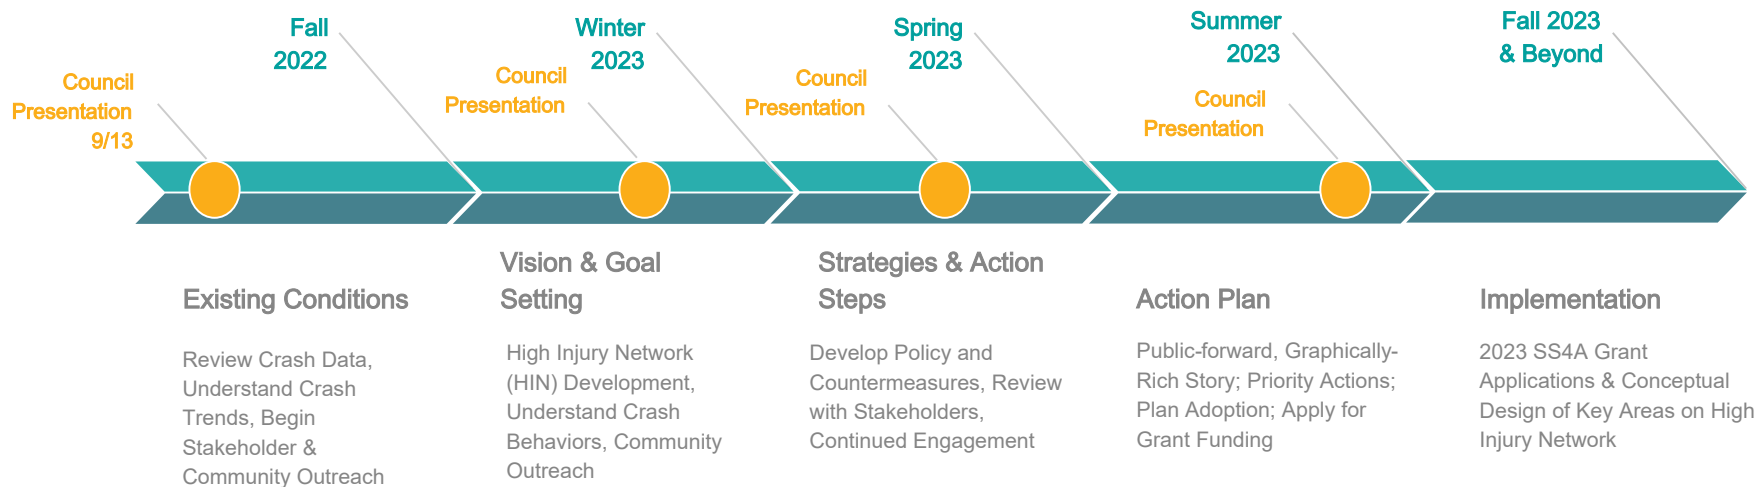 Fall
2022
Winter
2023
Spring
2023
Summer
2023
Fall 2023
& Beyond
Council
Presentation
9/13
Council
Presentation
Council
Presentation
Council
Presentation
Existing Conditions
Review Crash Data,
Understand Crash
Trends, Begin
Stakeholder &
Community Outreach
Vision & Goal
Setting
High Injury Network
(HIN) Development,
Understand Crash
Behaviors, Community
Outreach
Strategies & Action
Steps
Develop Policy and
Countermeasures, Review
with Stakeholders,
Continued Engagement
Action Plan
Public-forward, Graphically-
Rich Story; Priority Actions;
Plan Adoption; Apply for
Grant Funding
Implementation
2023 SS4A Grant
Applications & Conceptual
Design of Key Areas on High
Injury Network